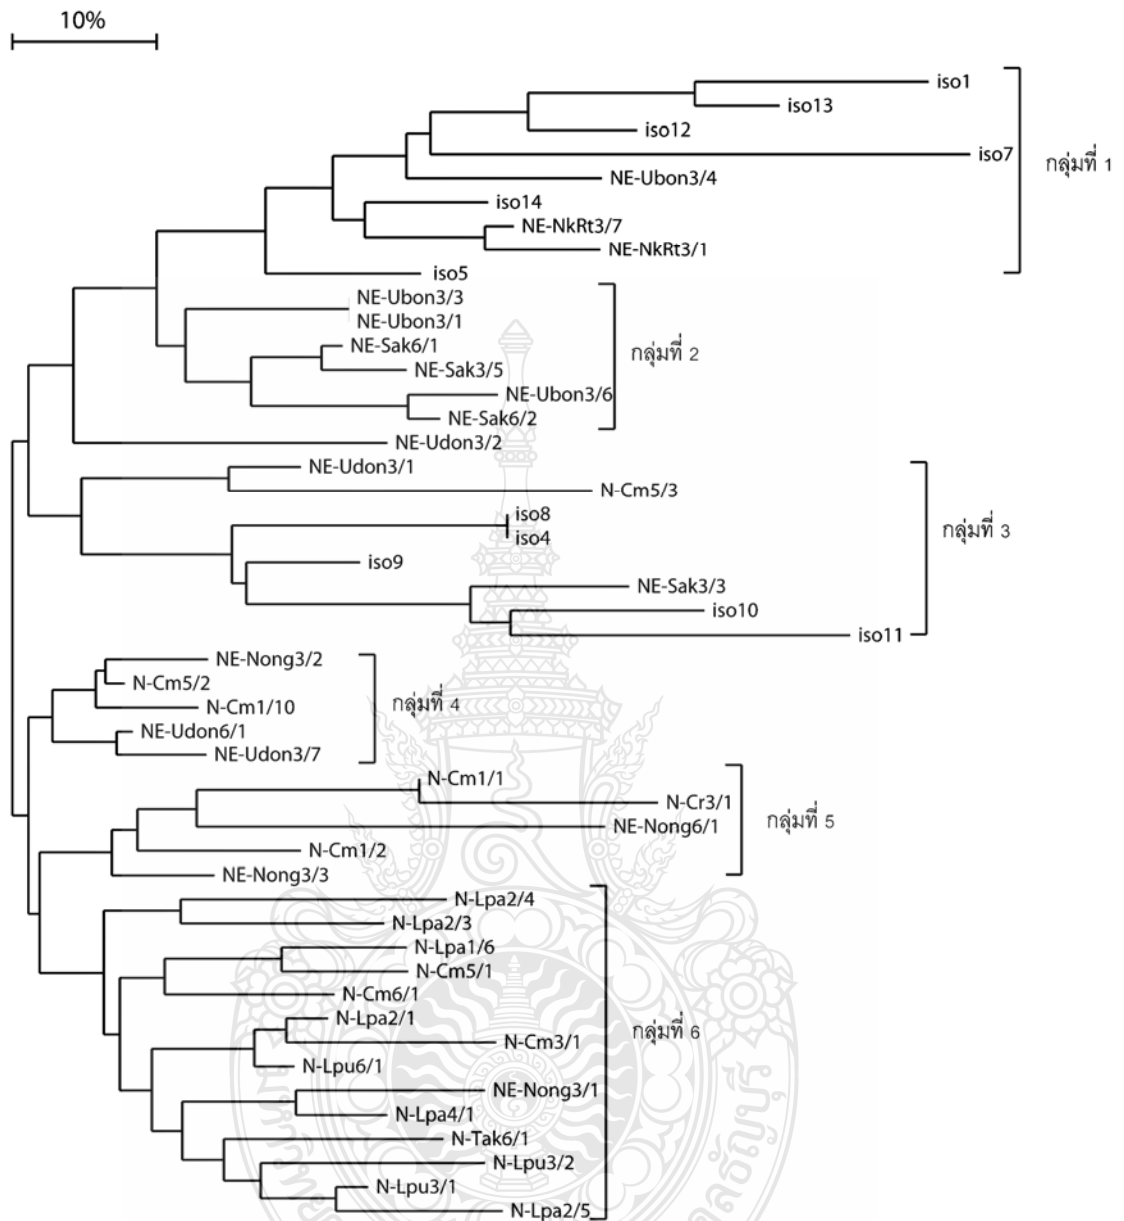 10%
iso1
iso13
iso12
iso7
กลุ่มที่ 1
NE-Ubon3/4
iso14
NE-NkRt3/7
NE-NkRt3/1
iso5
NE-Ubon3/3
NE-Ubon3/1
NE-Sak6/1
กลุ่มที่ 2
NE-Sak3/5
NE-Ubon3/6
NE-Sak6/2
NE-Udon3/2
NE-Udon3/1
N-Cm5/3
iso8
กลุ่มที่ 3
iso4
iso9
NE-Sak3/3
iso10
iso11
NE-Nong3/2
N-Cm5/2
กลุ่มที่ 4
N-Cm1/10
NE-Udon6/1
NE-Udon3/7
N-Cm1/1
N-Cr3/1
กลุ่มที่ 5
NE-Nong6/1
N-Cm1/2
NE-Nong3/3
N-Lpa2/4
N-Lpa2/3
N-Lpa1/6
N-Cm5/1
N-Cm6/1
N-Lpa2/1
กลุ่มที่ 6
N-Cm3/1
N-Lpu6/1
NE-Nong3/1
N-Lpa4/1
N-Tak6/1
N-Lpu3/2
N-Lpu3/1
N-Lpa2/5